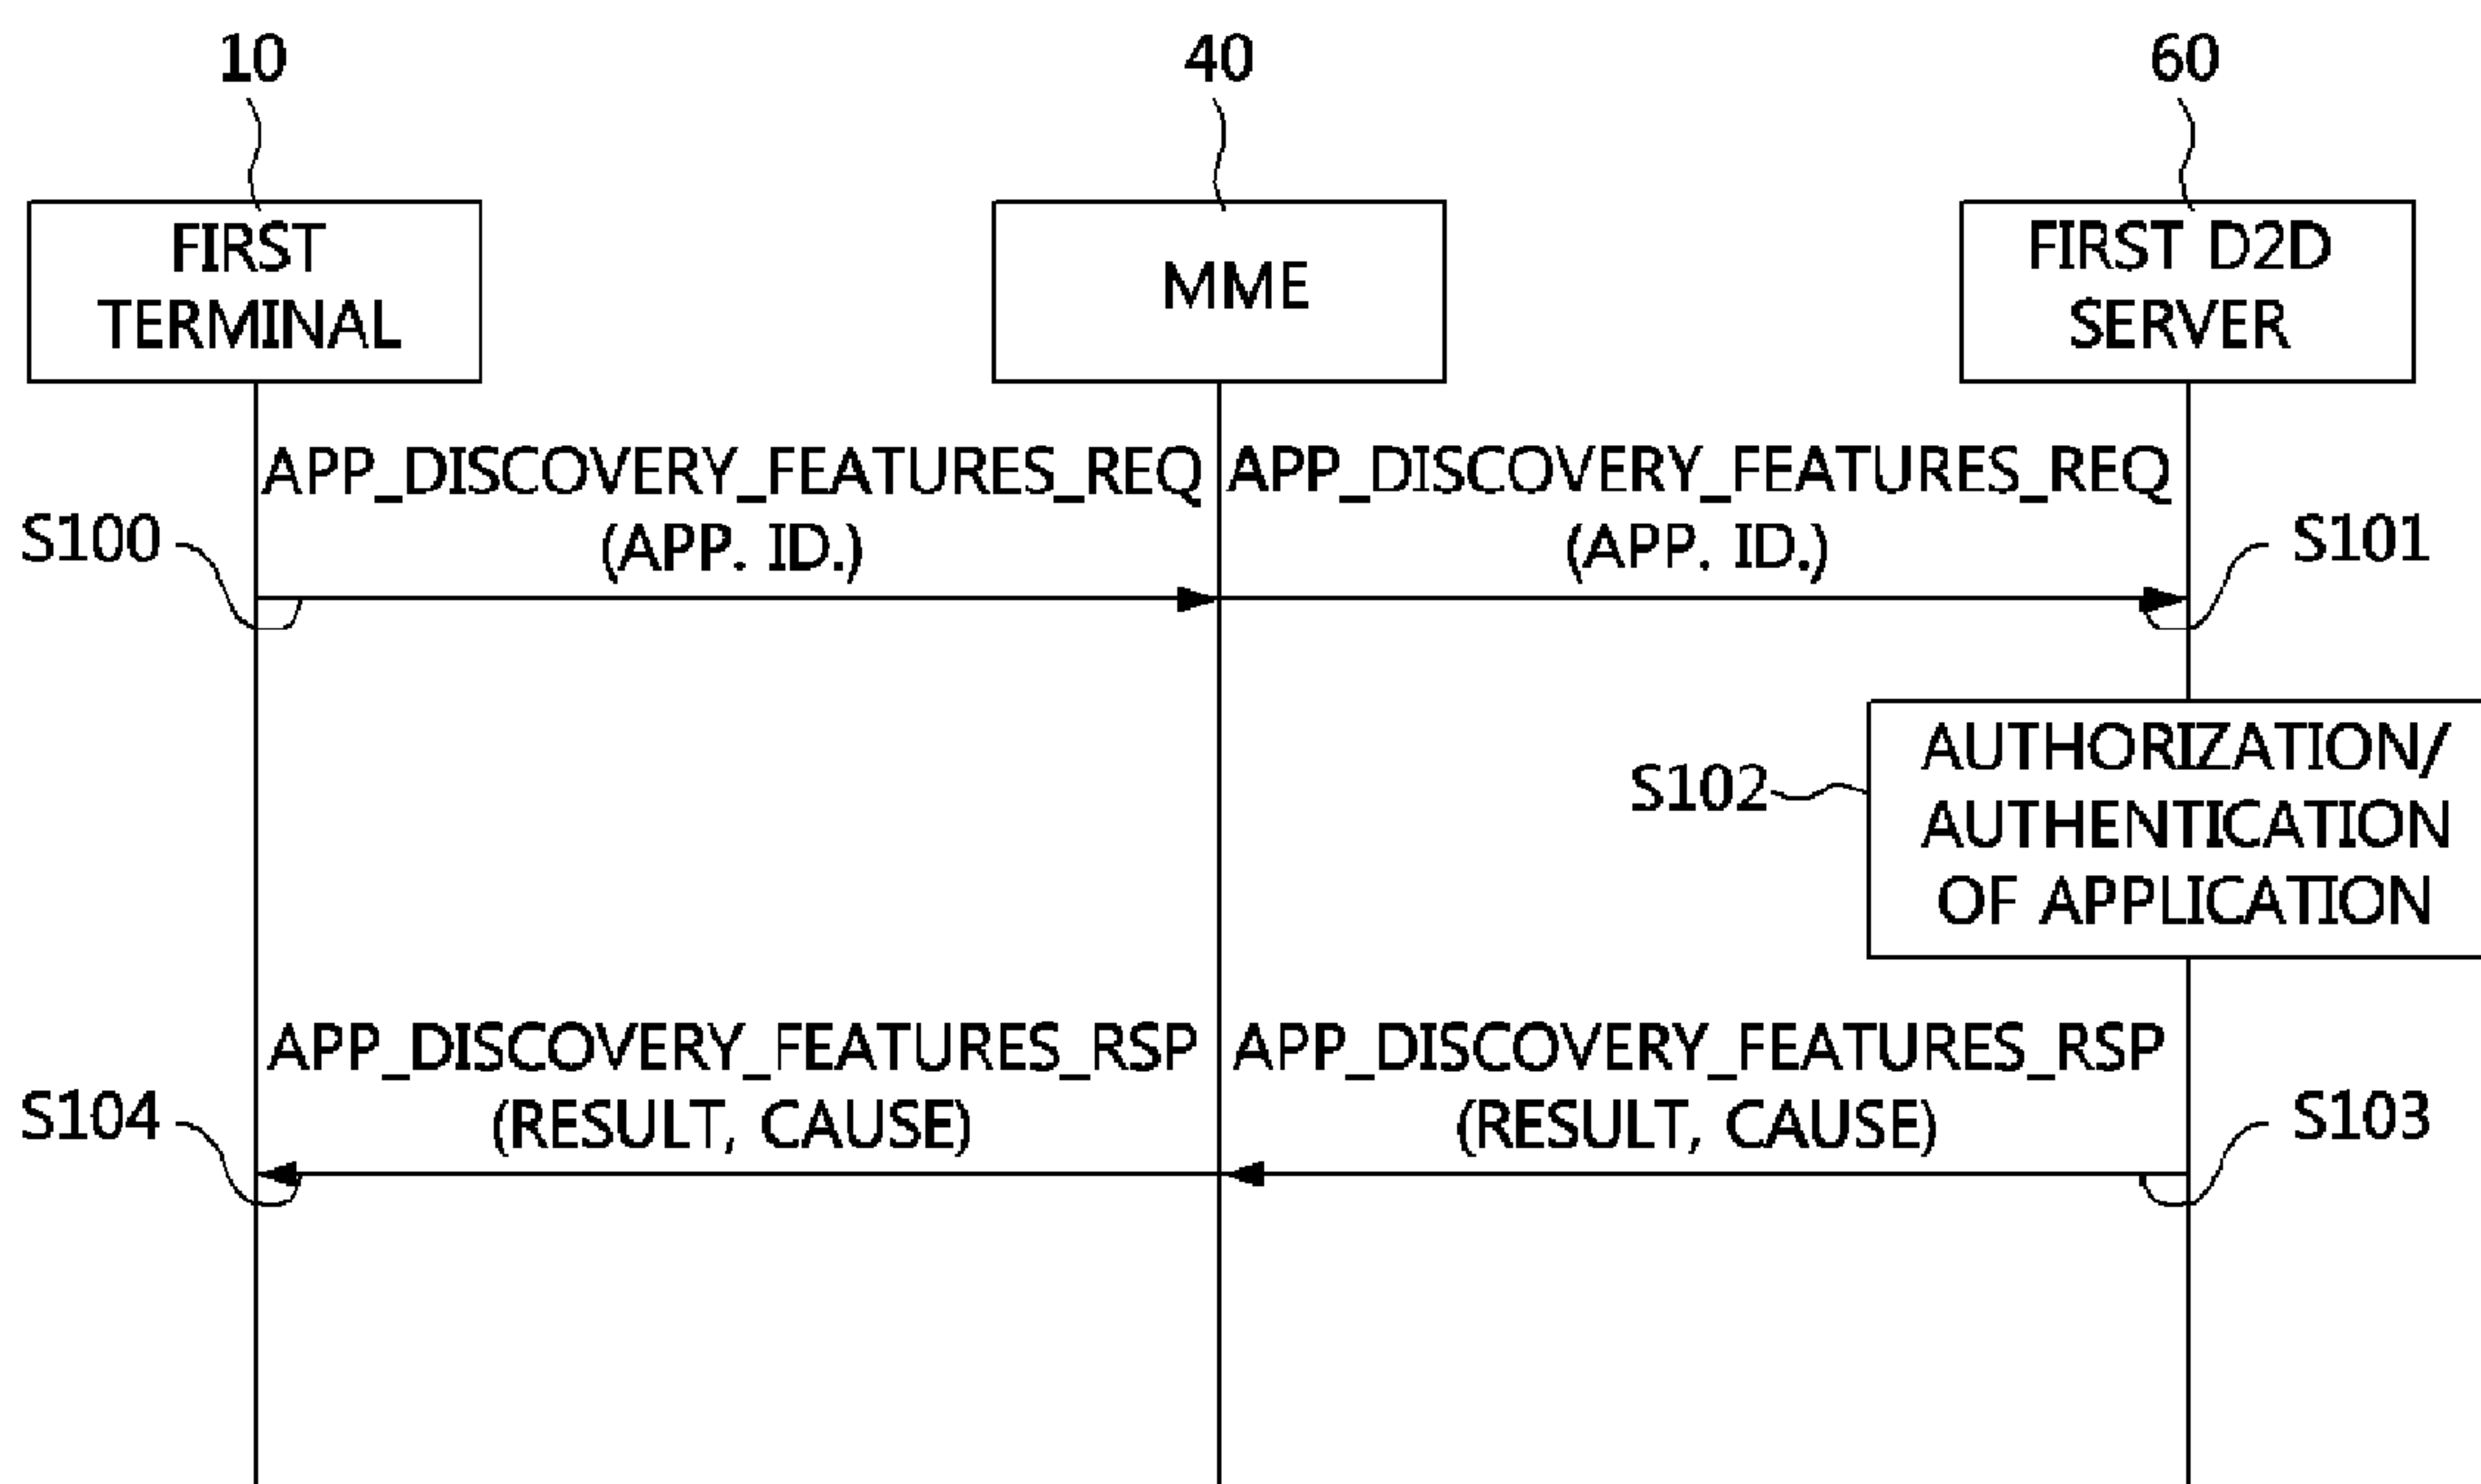 10
40
60
FIRST
TERMINAL
MME
FIRST D2D
SERVER
APP_DISCOVERY_FEATURES_REQ
(APP. ID.)
APP_DISCOVERY_FEATURES_REQ
(APP. ID.)
S100
S101
S102
AUTHORIZATION/
AUTHENTICATION
OF APPLICATION
APP_DISCOVERY_FEATURES_RSP
(RESULT, CAUSE)
APP_DISCOVERY_FEATURES_RSP
(RESULT, CAUSE)
S104
S103